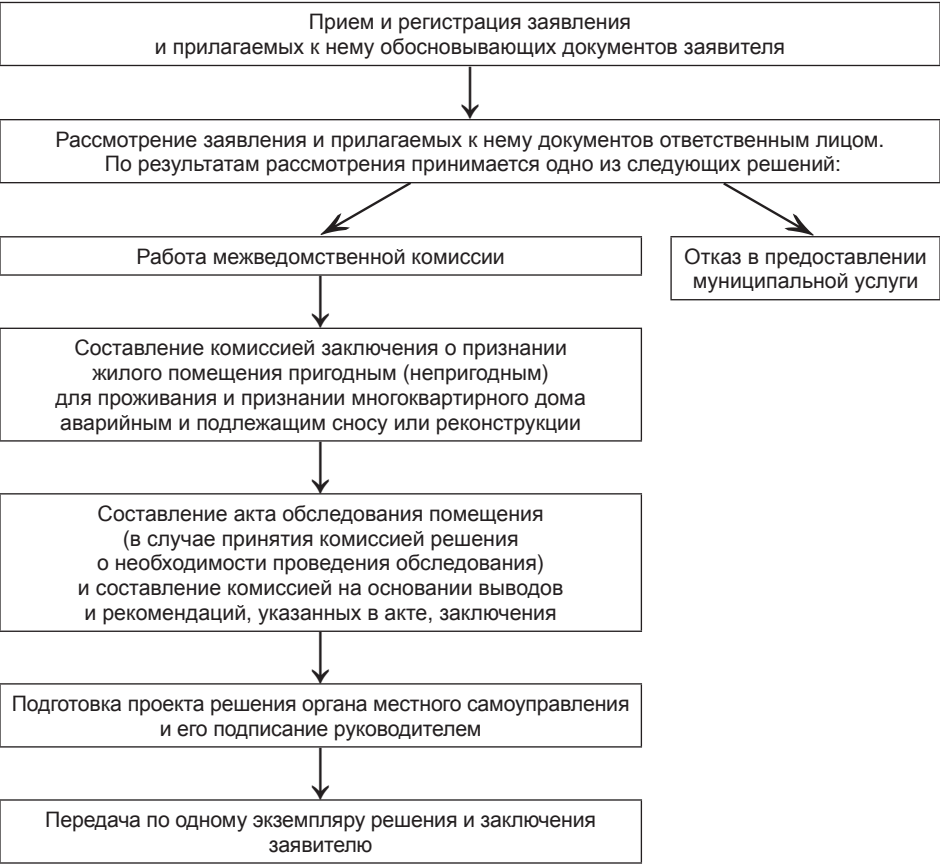 Прием и регистрация заявления
и прилагаемых к нему обосновывающих документов заявителя
Рассмотрение заявления и прилагаемых к нему документов ответственным лицом.
По результатам рассмотрения принимается одно из следующих решений:
Работа межведомственной комиссии
Отказ в предоставлении
муниципальной услуги
Составление комиссией заключения о признании
жилого помещения пригодным (непригодным)
для проживания и признании многоквартирного дома
аварийным и подлежащим сносу или реконструкции
Составление акта обследования помещения
(в случае принятия комиссией решения
о необходимости проведения обследования)
и составление комиссией на основании выводов
и рекомендаций, указанных в акте, заключения
Подготовка проекта решения органа местного самоуправления
и его подписание руководителем
Передача по одному экземпляру решения и заключения
заявителю